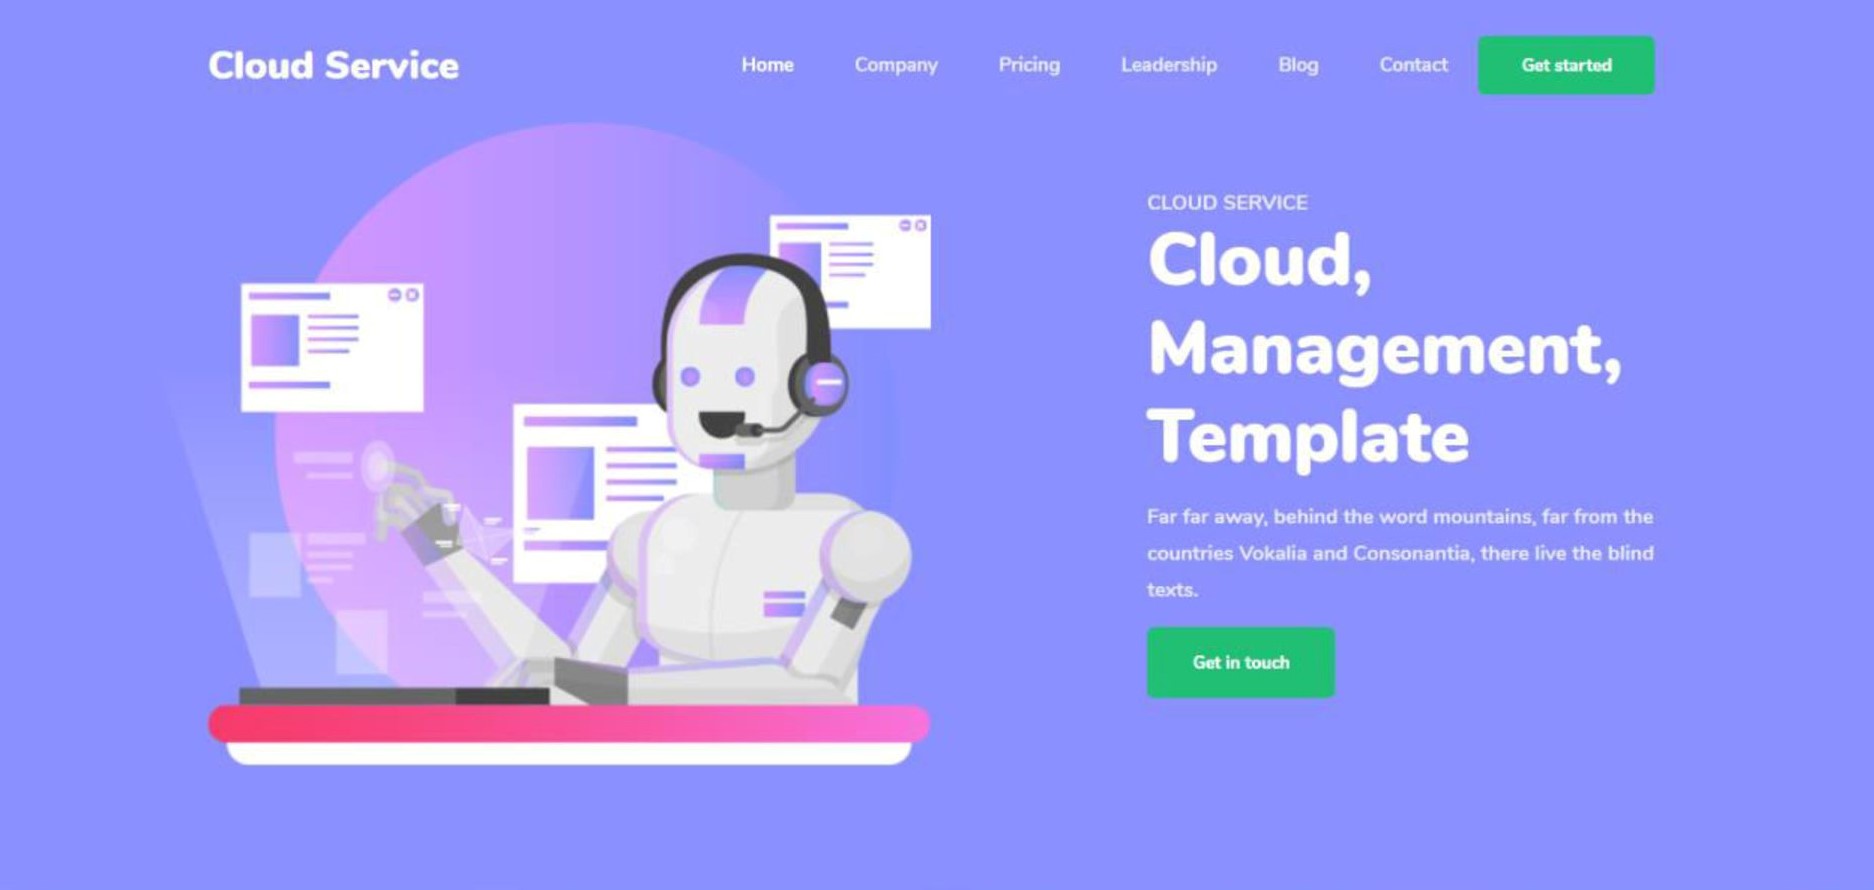 Cloud Service
Home
Company
Pricing
Leadership
Blog
Contact
Get started
CLOUD SERVICE
Cloud,
Management,
Template
Far far away, behind the word mountains, far from the
countries Vokalia and Consonantia, there live the blind
texts.
Get in touch